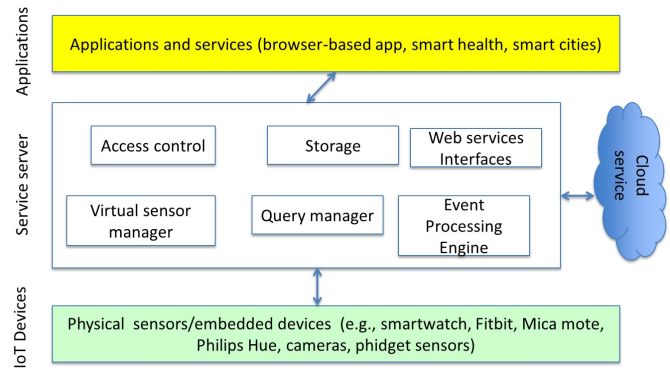 Applications
Applications and services (browser-based app, smart health, smart cities)
Service server
Access control
Storage
Web services
Interfaces
Virtual sensor
manager
Query manager
Event
Processing
Engine
Cloud
service
IoT Devices
Physical sensors/embedded devices (e.g., smartwatch, Fitbit, Mica mote,
Philips Hue, cameras, phidget sensors)